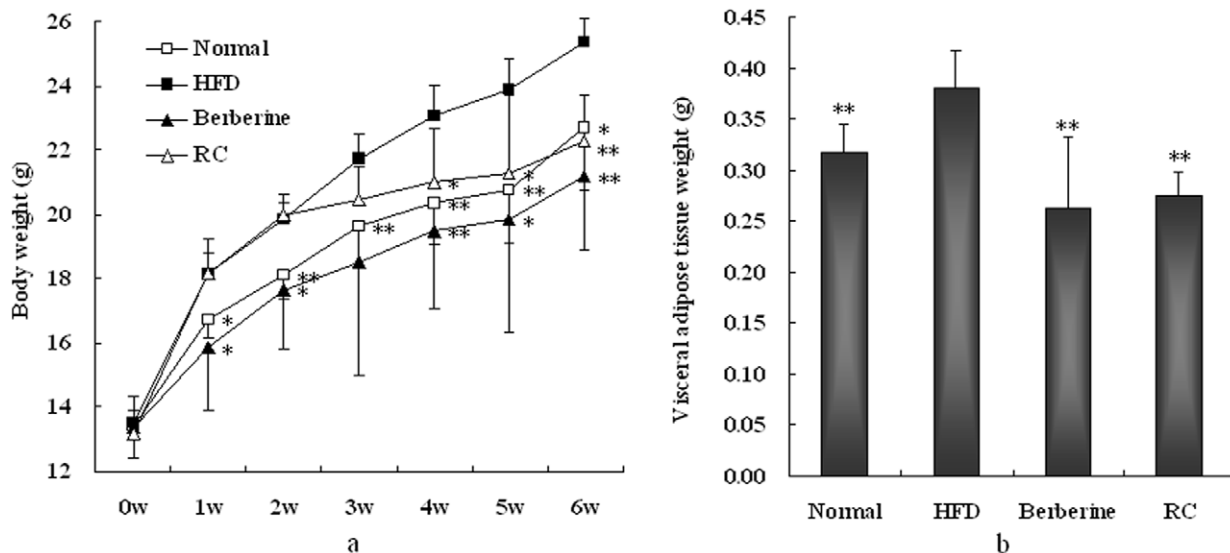 Body weight (g)
26
24
22
20
18
16
14
12
Normal
HFD
Berberine
RC
*
*
**
*
**
*
**
**
*
**
*
*
**
**
0w
1w
2w
3w
4w
5w
6w
a
Visceral adipose tissue weight (g)
0.45
0.40
0.35
0.30
0.25
0.20
0.15
0.10
0.05
0.00
**
**
**
Normal
HFD
Berberine
RC
b